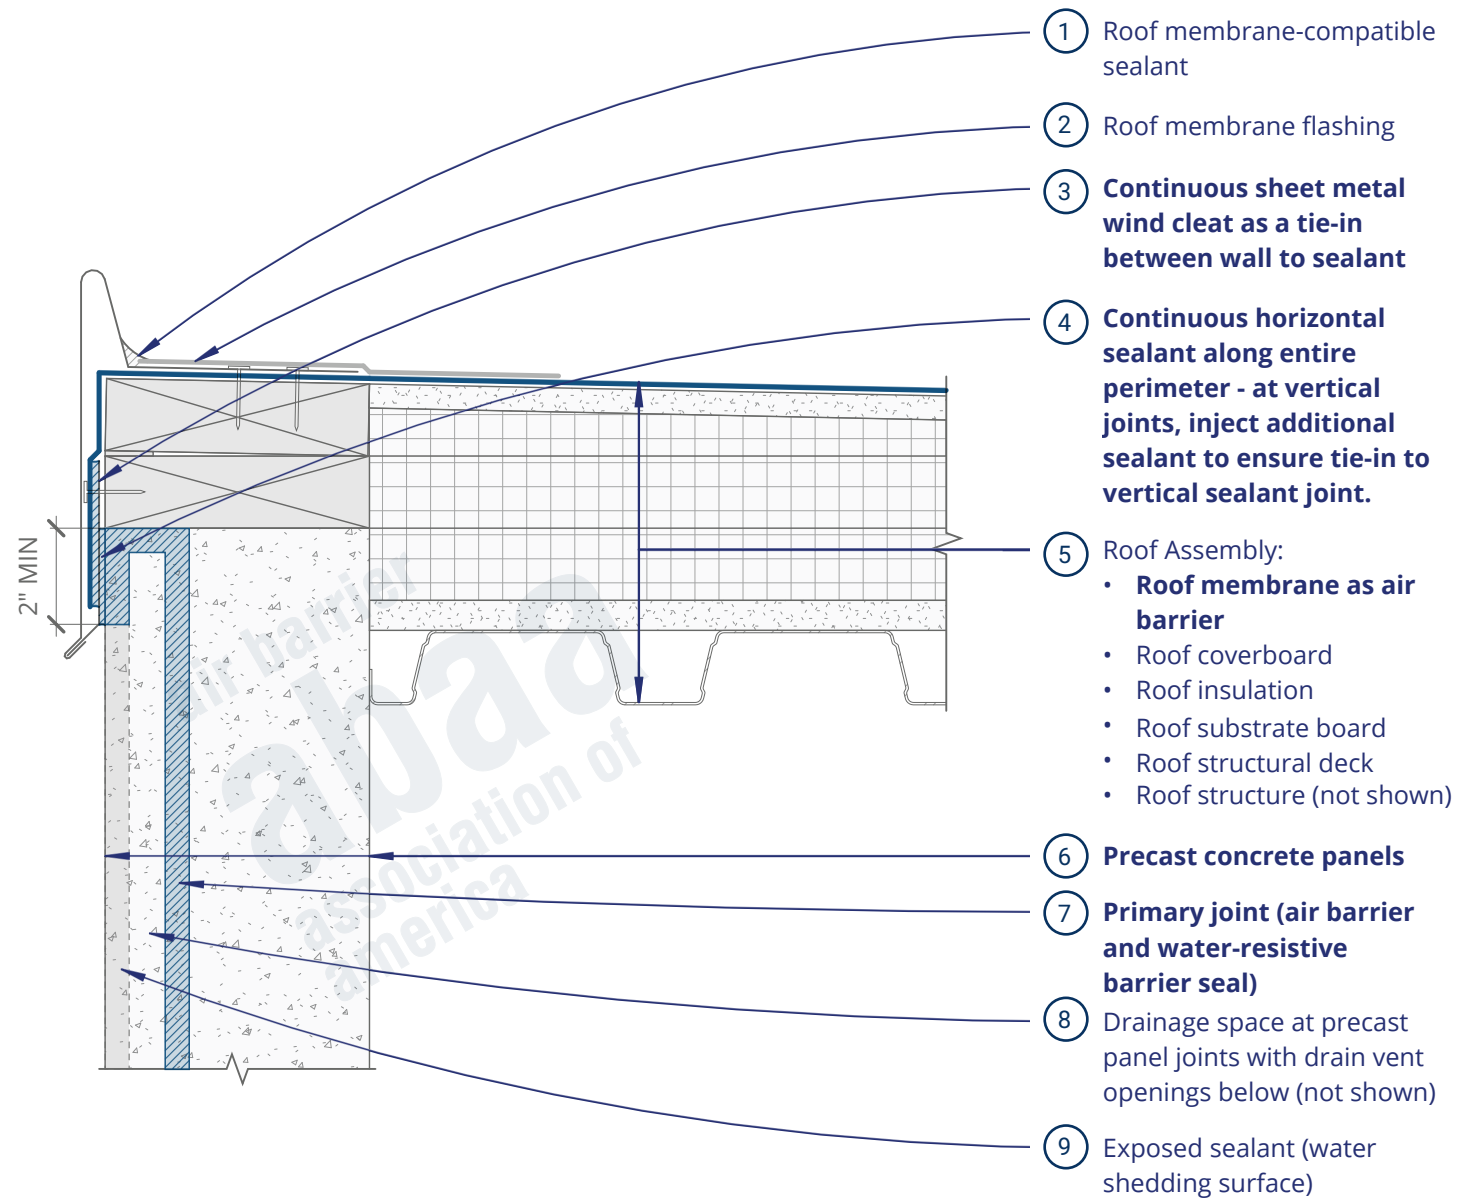 1 Roof membrane-compatible
sealant
2 Roof membrane flashing
3 Continuous sheet metal
wind cleat as a tie-in
between wall to sealant
4 Continuous horizontal
sealant along entire
perimeter - at vertical
joints, inject additional
sealant to ensure tie-in to
vertical sealant joint.
5 Roof Assembly:
• Roof membrane as air
barrier
• Roof coverboard
• Roof insulation
• Roof substrate board
• Roof structural deck
• Roof structure (not shown)
6 Precast concrete panels
7 Primary joint (air barrier
and water-resistive
barrier seal)
8 Drainage space at precast
panel joints with drain vent
openings below (not shown)
9 Exposed sealant (water
shedding surface)
2" MIN
air barrier
abaa
association of
america